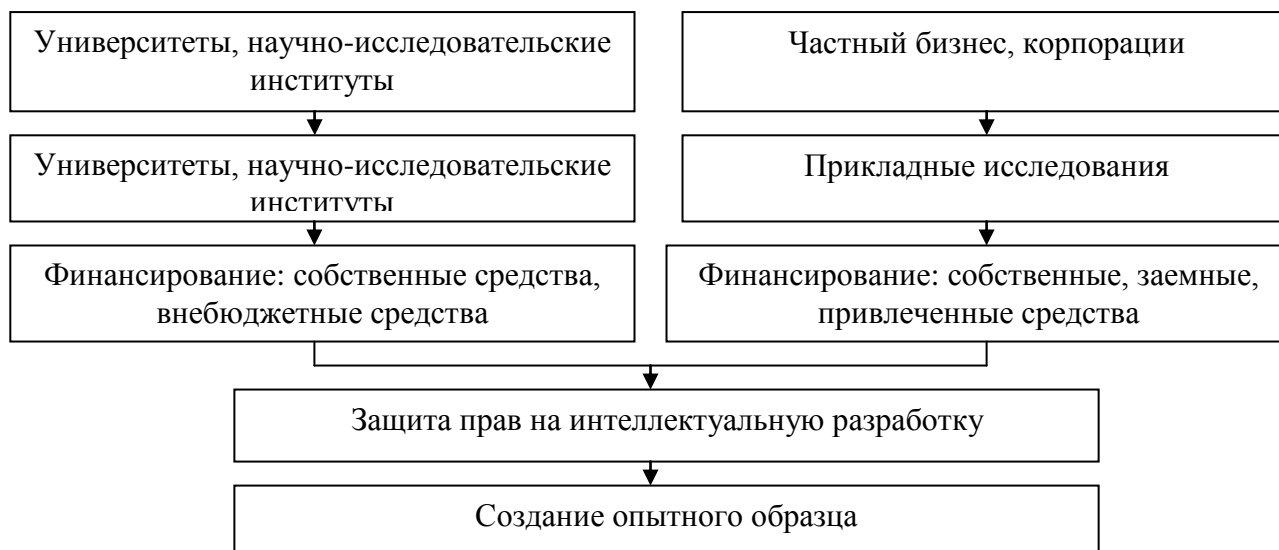 Университеты, научно-исследовательские
институты
Частный бизнес, корпорации
Университеты, научно-исследовательские
институты
Прикладные исследования
Финансирование: собственные средства,
внебюджетные средства
Финансирование: собственные, заемные,
привлеченные средства
Защита прав на интеллектуальную разработку
Создание опытного образца